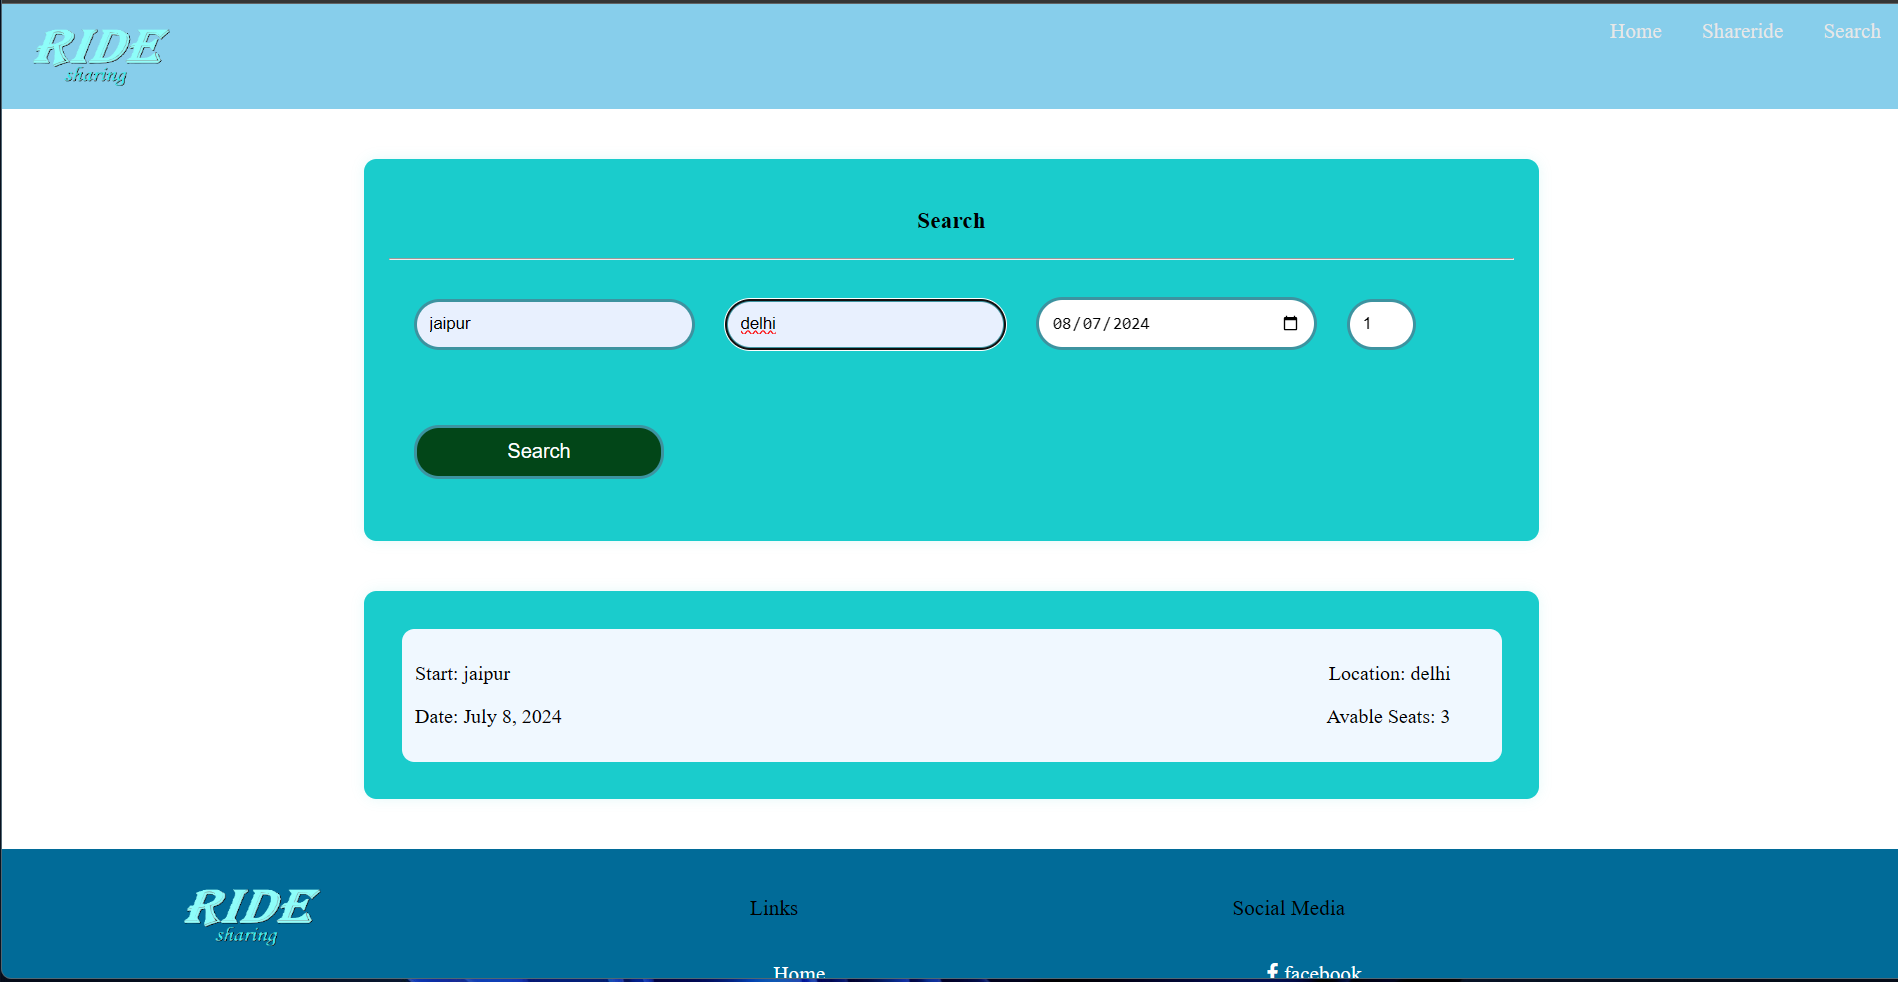 RIDE
sharing
Home Shareride Search
Search
jaipur delhi 08/07/2024 1
Search
Start: jaipur Location: delhi
Date: July 8, 2024 Avable Seats: 3
RIDE
sharing
Links Social Media
Home facebook